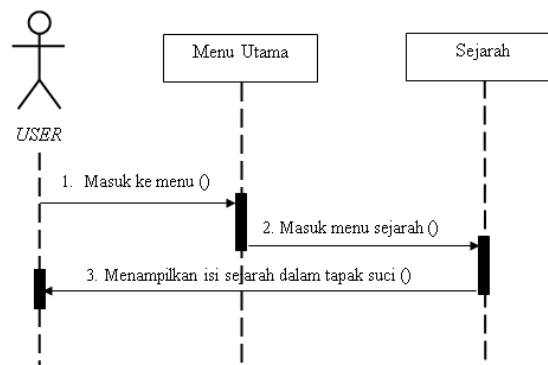 Menu Utama
Sejarah
USER
1. Masuk ke menu ()
2. Masuk menu sejarah ()
3. Menampilkan isi sejarah dalam tapak suci ()